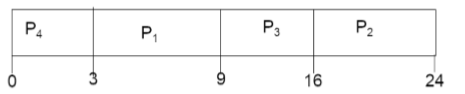 P₄ P₁ P₃ P₂
0 3 9 16 24